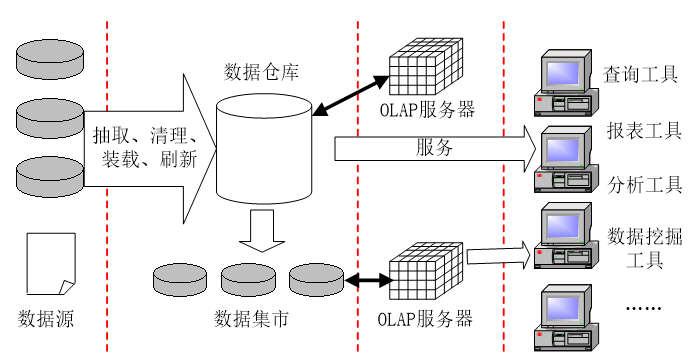 数据仓库
OLAP服务器
查询工具
抽取、清理、
装载、刷新
服务
报表工具
分析工具
数据挖掘
工具
数据源
数据集市
OLAP服务器
……